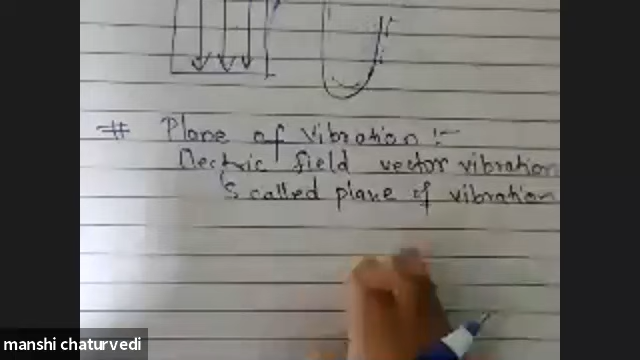 # Plane of Vibration :-
Electric field vector vibration
is called plane of vibration
manshi chaturvedi